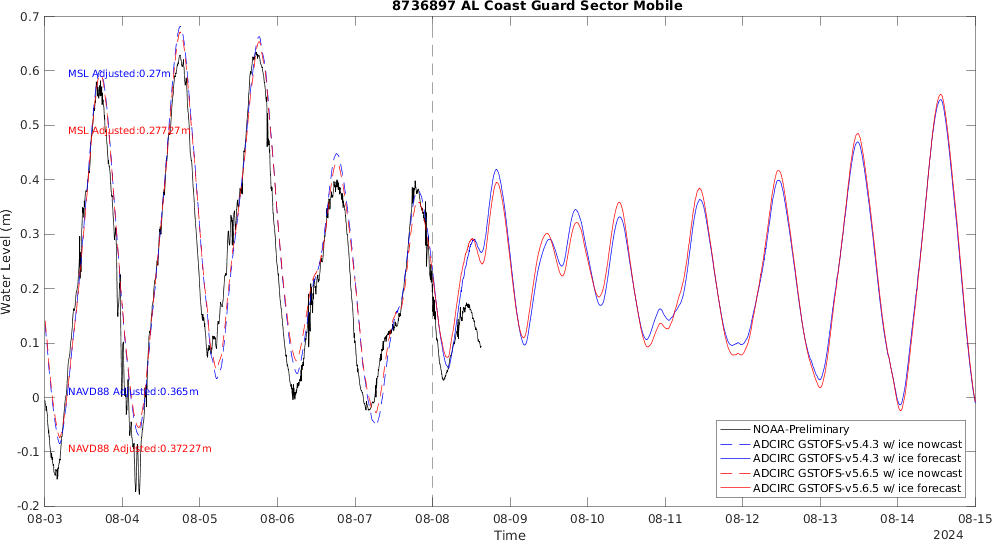 8736897 AL Coast Guard Sector Mobile
0.7
0.6
0.5
0.4
0.3
0.2
0.1
0
-0.1
-0.2
Water Level (m)
MSL Adjusted:0.27m
MSL Adjusted:0.27727m
NAVD88 Adjusted:0.365m
NAVD88 Adjusted:0.37227m
NOAA-Preliminary
ADCIRC GSTOFS-v5.4.3 w/ ice nowcast
ADCIRC GSTOFS-v5.4.3 w/ ice forecast
ADCIRC GSTOFS-v5.6.5 w/ ice nowcast
ADCIRC GSTOFS-v5.6.5 w/ ice forecast
08-03 08-04 08-05 08-06 08-07 08-08 08-09 08-10 08-11 08-12 08-13 08-14 08-15
Time
2024